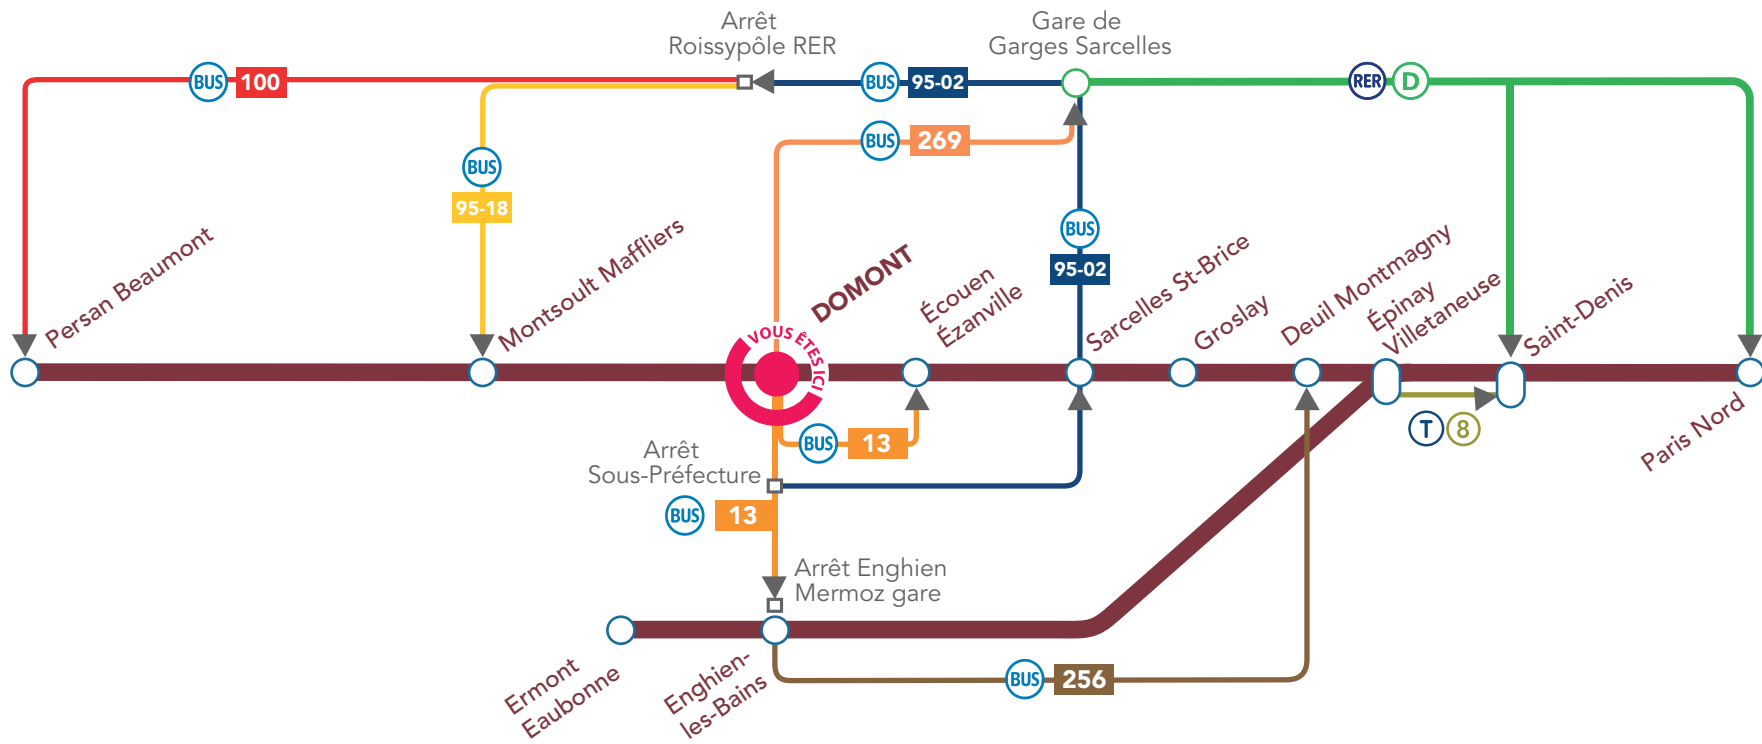 Arrêt
Roissypôle RER
Gare de
Garges Sarcelles
BUS 100
BUS 95-02
RER D
BUS 269
BUS
95-18
BUS
95-02
Persan Beaumont
Montsoult Maffliers
DOMONT
Écouen
Ézanville
Sarcelles St-Brice
Groslay
Deuil Montmagny
Épinay
Villetaneuse
Saint-Denis
Paris Nord
VOUS ÊTES ICI
BUS 13
T 8
Arrêt
Sous-Préfecture
BUS 13
Arrêt Enghien
Mermoz gare
Ermont
Eaubonne
Enghien-
les-Bains
BUS 256